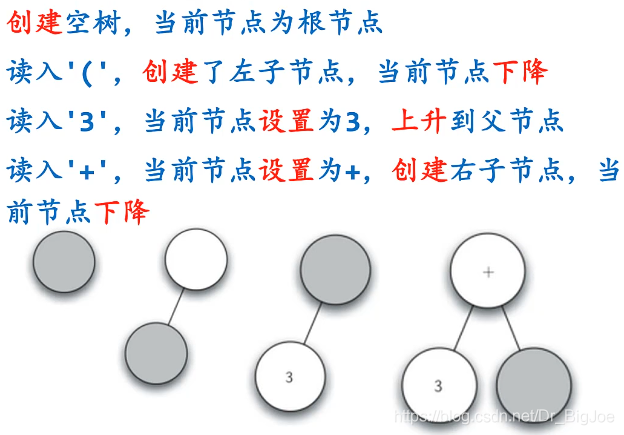 创建空树，当前节点为根节点
读入'('，创建了左子节点，当前节点下降
读入'3'，当前节点设置为3，上升到父节点
读入'+'，当前节点设置为+，创建右子节点，当
前节点下降
+
3
3
https://blog.csdn.net/Dr_BigJoe